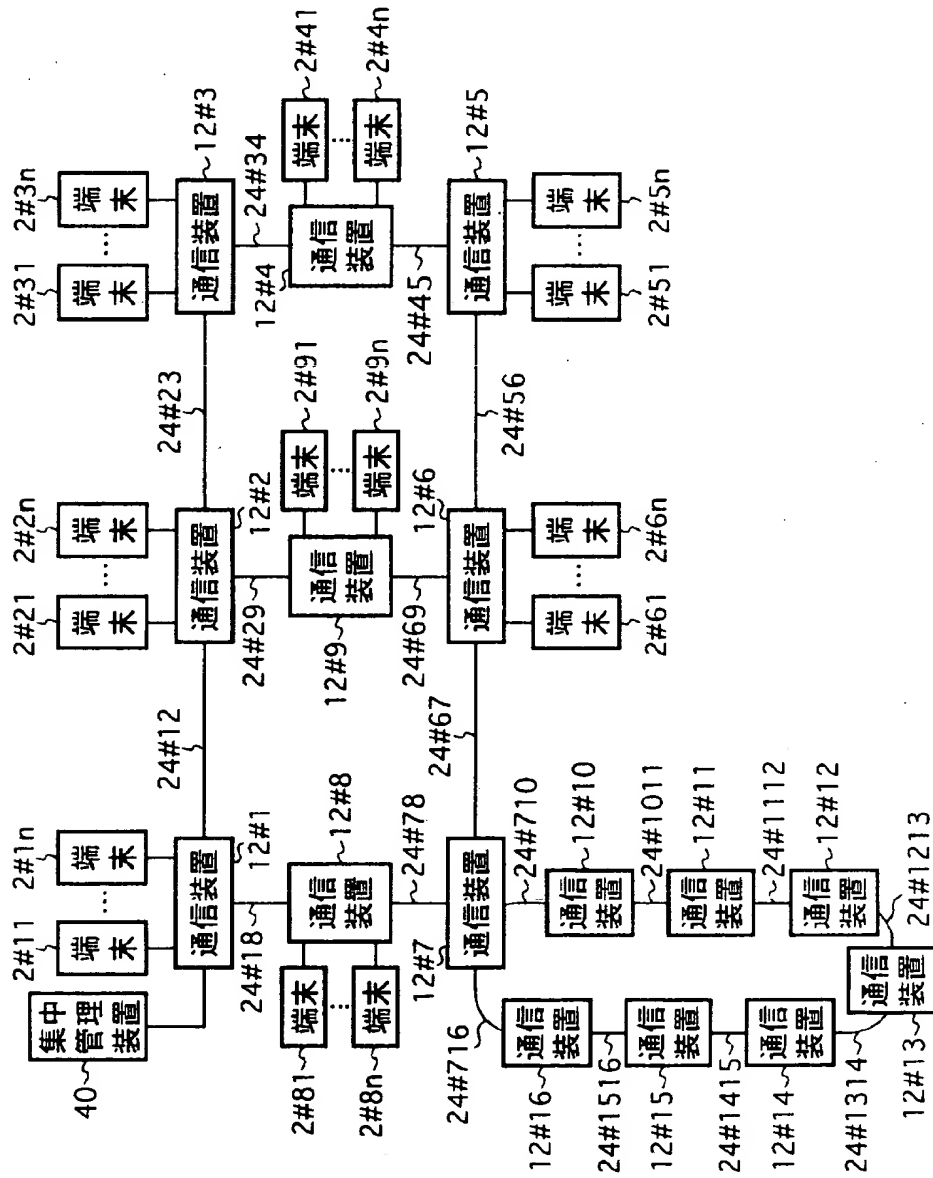 集中
管理
装置
40
2#11
端
末
…
2#1n
端
末
通信装置
12#1
24#12
2#21
端
末
…
2#2n
端
末
通信装置
12#2
24#23
2#31
端
末
…
2#3n
端
末
通信装置
12#3
24#18
2#81
端末
…
2#8n
端末
通信
装置
12#8
24#78
24#29
12#9
通信
装置
2#91
端末
…
2#9n
端末
24#69
24#34
12#4
通信
装置
2#41
端末
…
2#4n
端末
24#45
12#7
通信装置
24#67
12#6
通信装置
2#61
端
末
…
2#6n
端
末
24#56
12#5
通信装置
2#51
端
末
…
2#5n
端
末
24#716
24#710
通信
装置
12#16
24#1516
通信
装置
12#15
24#1415
通信
装置
12#14
24#1314
通信
装置
12#10
24#1011
通信
装置
12#11
24#1112
通信
装置
12#12
24#1213
通信
装置
12#13